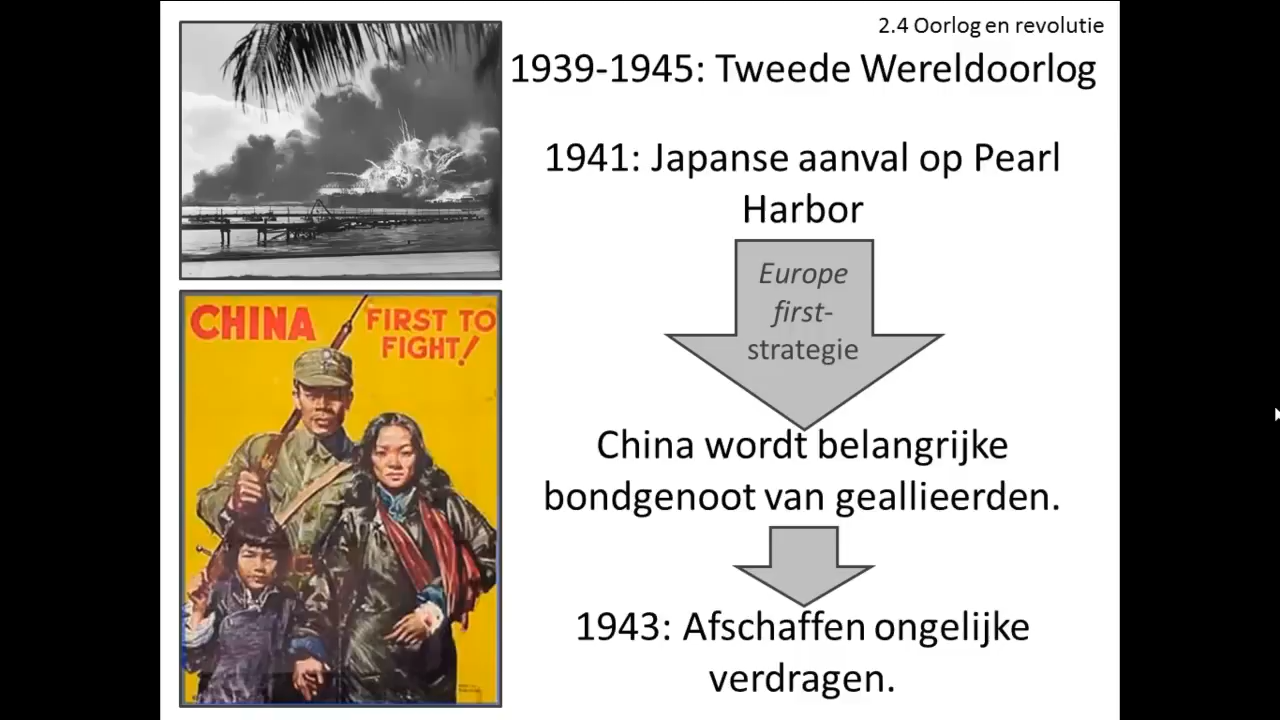 2.4 Oorlog en revolutie
1939-1945: Tweede Wereldoorlog
1941: Japanse aanval op Pearl
Harbor
Europe
first-
strategie
China wordt belangrijke
bondgenoot van geallieerden.
1943: Afschaffen ongelijke
verdragen.
CHINA FIRST TO
FIGHT!